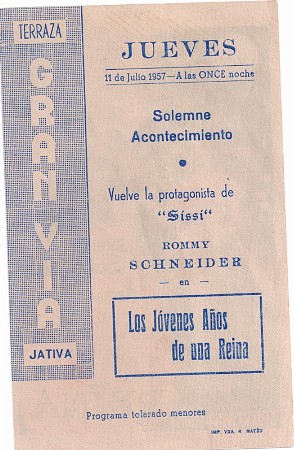 TERRAZA
GRAN VIA
JATIVA
JUEVES
11 de Julio 1957—A las ONCE noche
Solemne
Acontecimiento
Vuelve la protagonista de
"Sissi"
ROMMY
SCHNEIDER
— en —
Los Jóvenes Años
de una Reina
Programa tolerado menores
IMP. VDA. R. MATEU